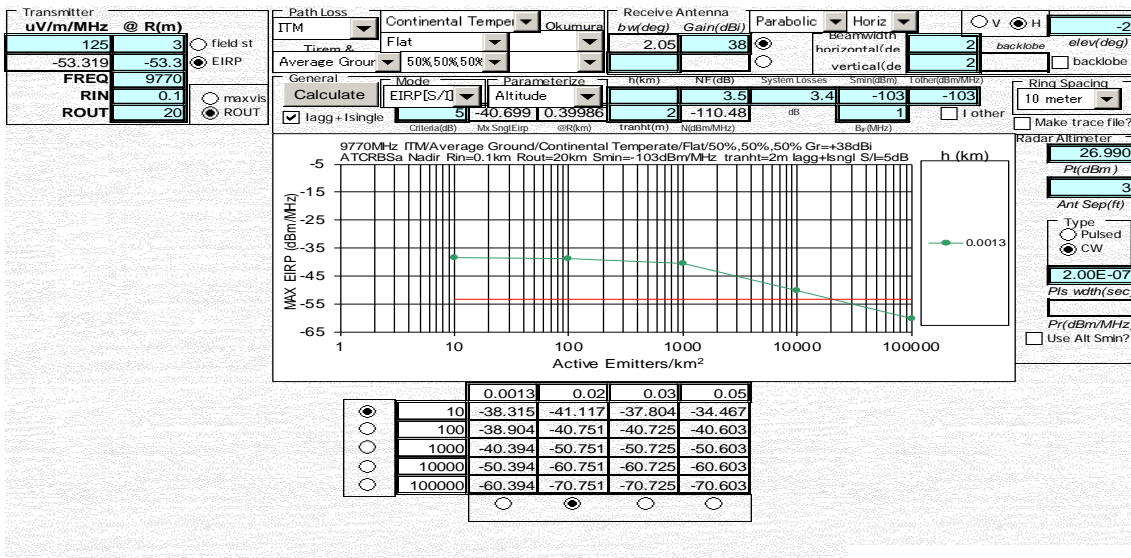 Transmitter
uV/m/MHz @ R(m)
125 3 field st
-53.319 -53.3 EIRP
FREQ 9770
RIN 0.1 maxvis
ROUT 20 ROUT
Path Loss
ITM Continental Temper Okumura
Tirem & Flat
Average Grour 50%,50%,50%
Receive Antenna
bw(deg) Gain(dBi) Parabolic Horiz V H -2
2.05 38 Beamwidth
horizontal(de 2 backlobe elev(deg)
vertical(de 2 backlobe
General
Calculate Mode Parameterize
EIRP[S/I] Altitude
Iagg+Isingle 5 -40.699 0.39986
Criteria(dB) Mx SnglEirp @R(km)
h(km) NF(dB) System Losses Smin(dBm) I other(dBm/MHz)
3.5 3.4 -103 -103
2 -110.48 dB 1 I other
tranht(m) N(dBm/MHz) BIF(MHz)
Ring Spacing
10 meter
Make trace file?
Radar Altimeter
26.990
Pt(dBm)
3
Ant Sep(ft)
Type
Pulsed
CW
2.00E-07
Pls wdth(sec)
Pr(dBm/MHz)
Use Alt Smin?
9770MHz ITM/Average Ground/Continental Temperate/Flat/50%,50%,50% Gr=+38dBi
ATCRBSa Nadir Rin=0.1km Rout=20km Smin=-103dBm/MHz tranht=2m Iagg+Isngl S/I=5dB
MAX EIRP (dBm/MHz)
-5
-15
-25
-35
-45
-55
-65
1 10 100 1000 10000 100000
Active Emitters/km²
h (km)
0.0013
0.0013 0.02 0.03 0.05
10 -38.315 -41.117 -37.804 -34.467
100 -38.904 -40.751 -40.725 -40.603
1000 -40.394 -50.751 -50.725 -50.603
10000 -50.394 -60.751 -60.725 -60.603
100000 -60.394 -70.751 -70.725 -70.603